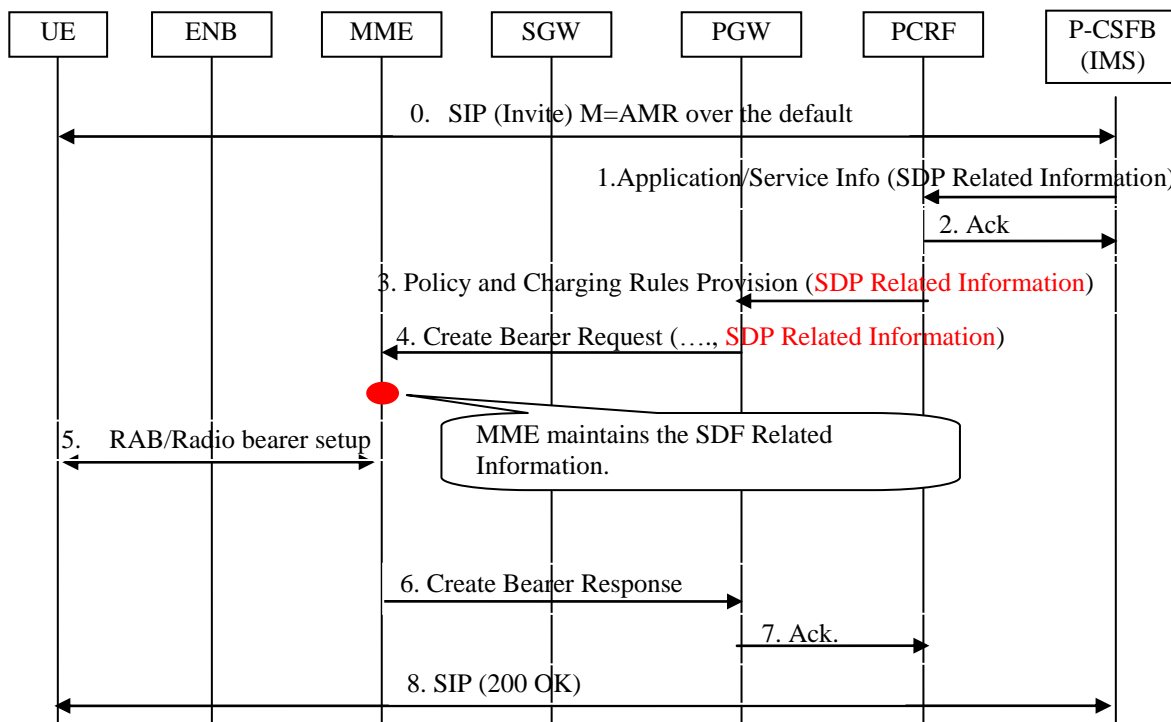 UE
ENB
MME
SGW
PGW
PCRF
P-CSFB
(IMS)
0. SIP (Invite) M=AMR over the default
1.Application/Service Info (SDP Related Information)
2. Ack
3. Policy and Charging Rules Provision (SDP Related Information)
4. Create Bearer Request (…., SDP Related Information)
MME maintains the SDF Related
Information.
5. RAB/Radio bearer setup
6. Create Bearer Response
7. Ack.
8. SIP (200 OK)